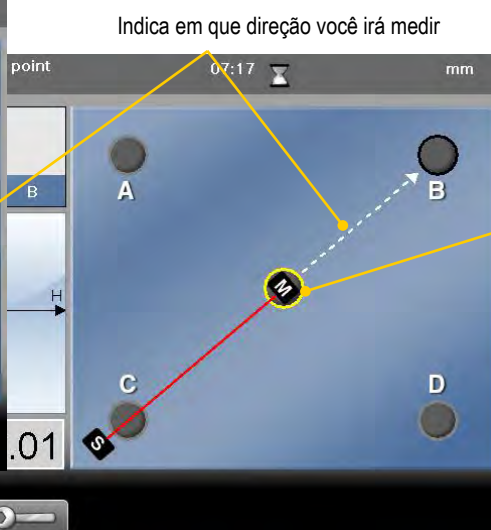 Indica em que direção você irá medir
point 07:17 mm
A
B
B
M
H
C
D
S
.01